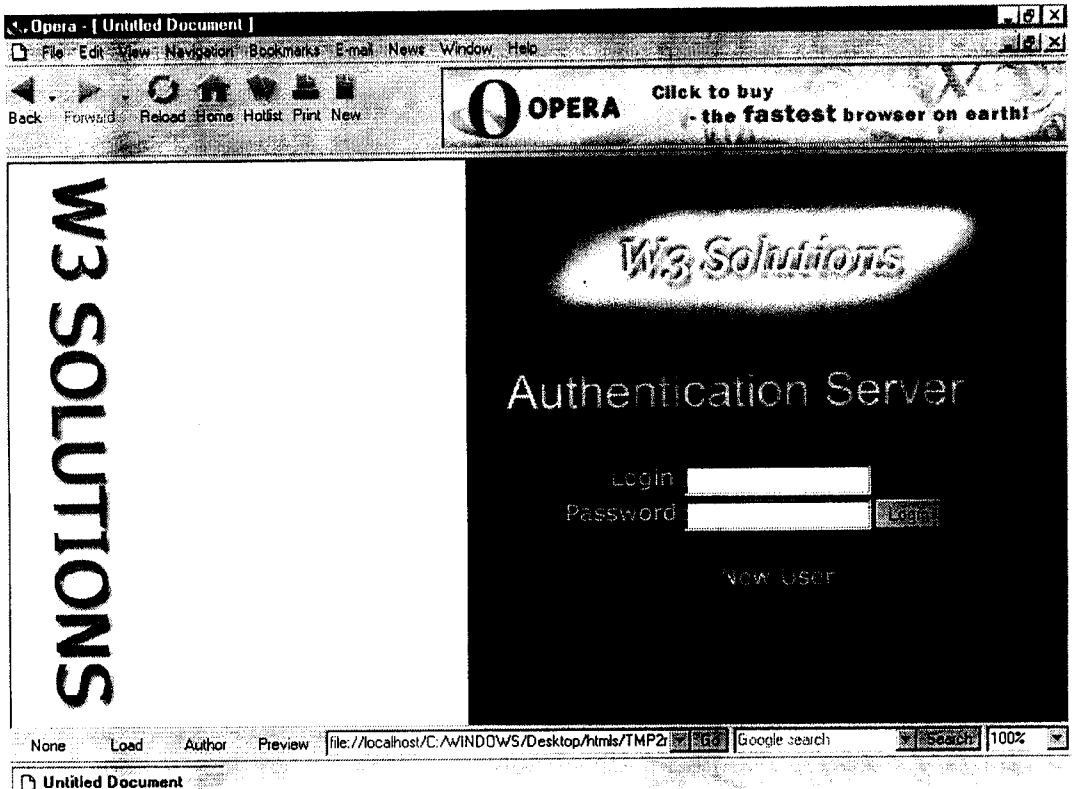 Opera - [ Untitled Document ]
File Edit View Navigation Bookmarks E-mail News Window Help
Back Forward Reload Home Hotlist Print New
OPERA
Click to buy
- the fastest browser on earth!
W3 SOLUTIONS
W3 Solutions
Authentication Server
Login
Password Login
New User
None Load Author Preview file://localhost/C:/WINDOWS/Desktop/htmls/TMP2r Go Google search Search 100%
Untitled Document